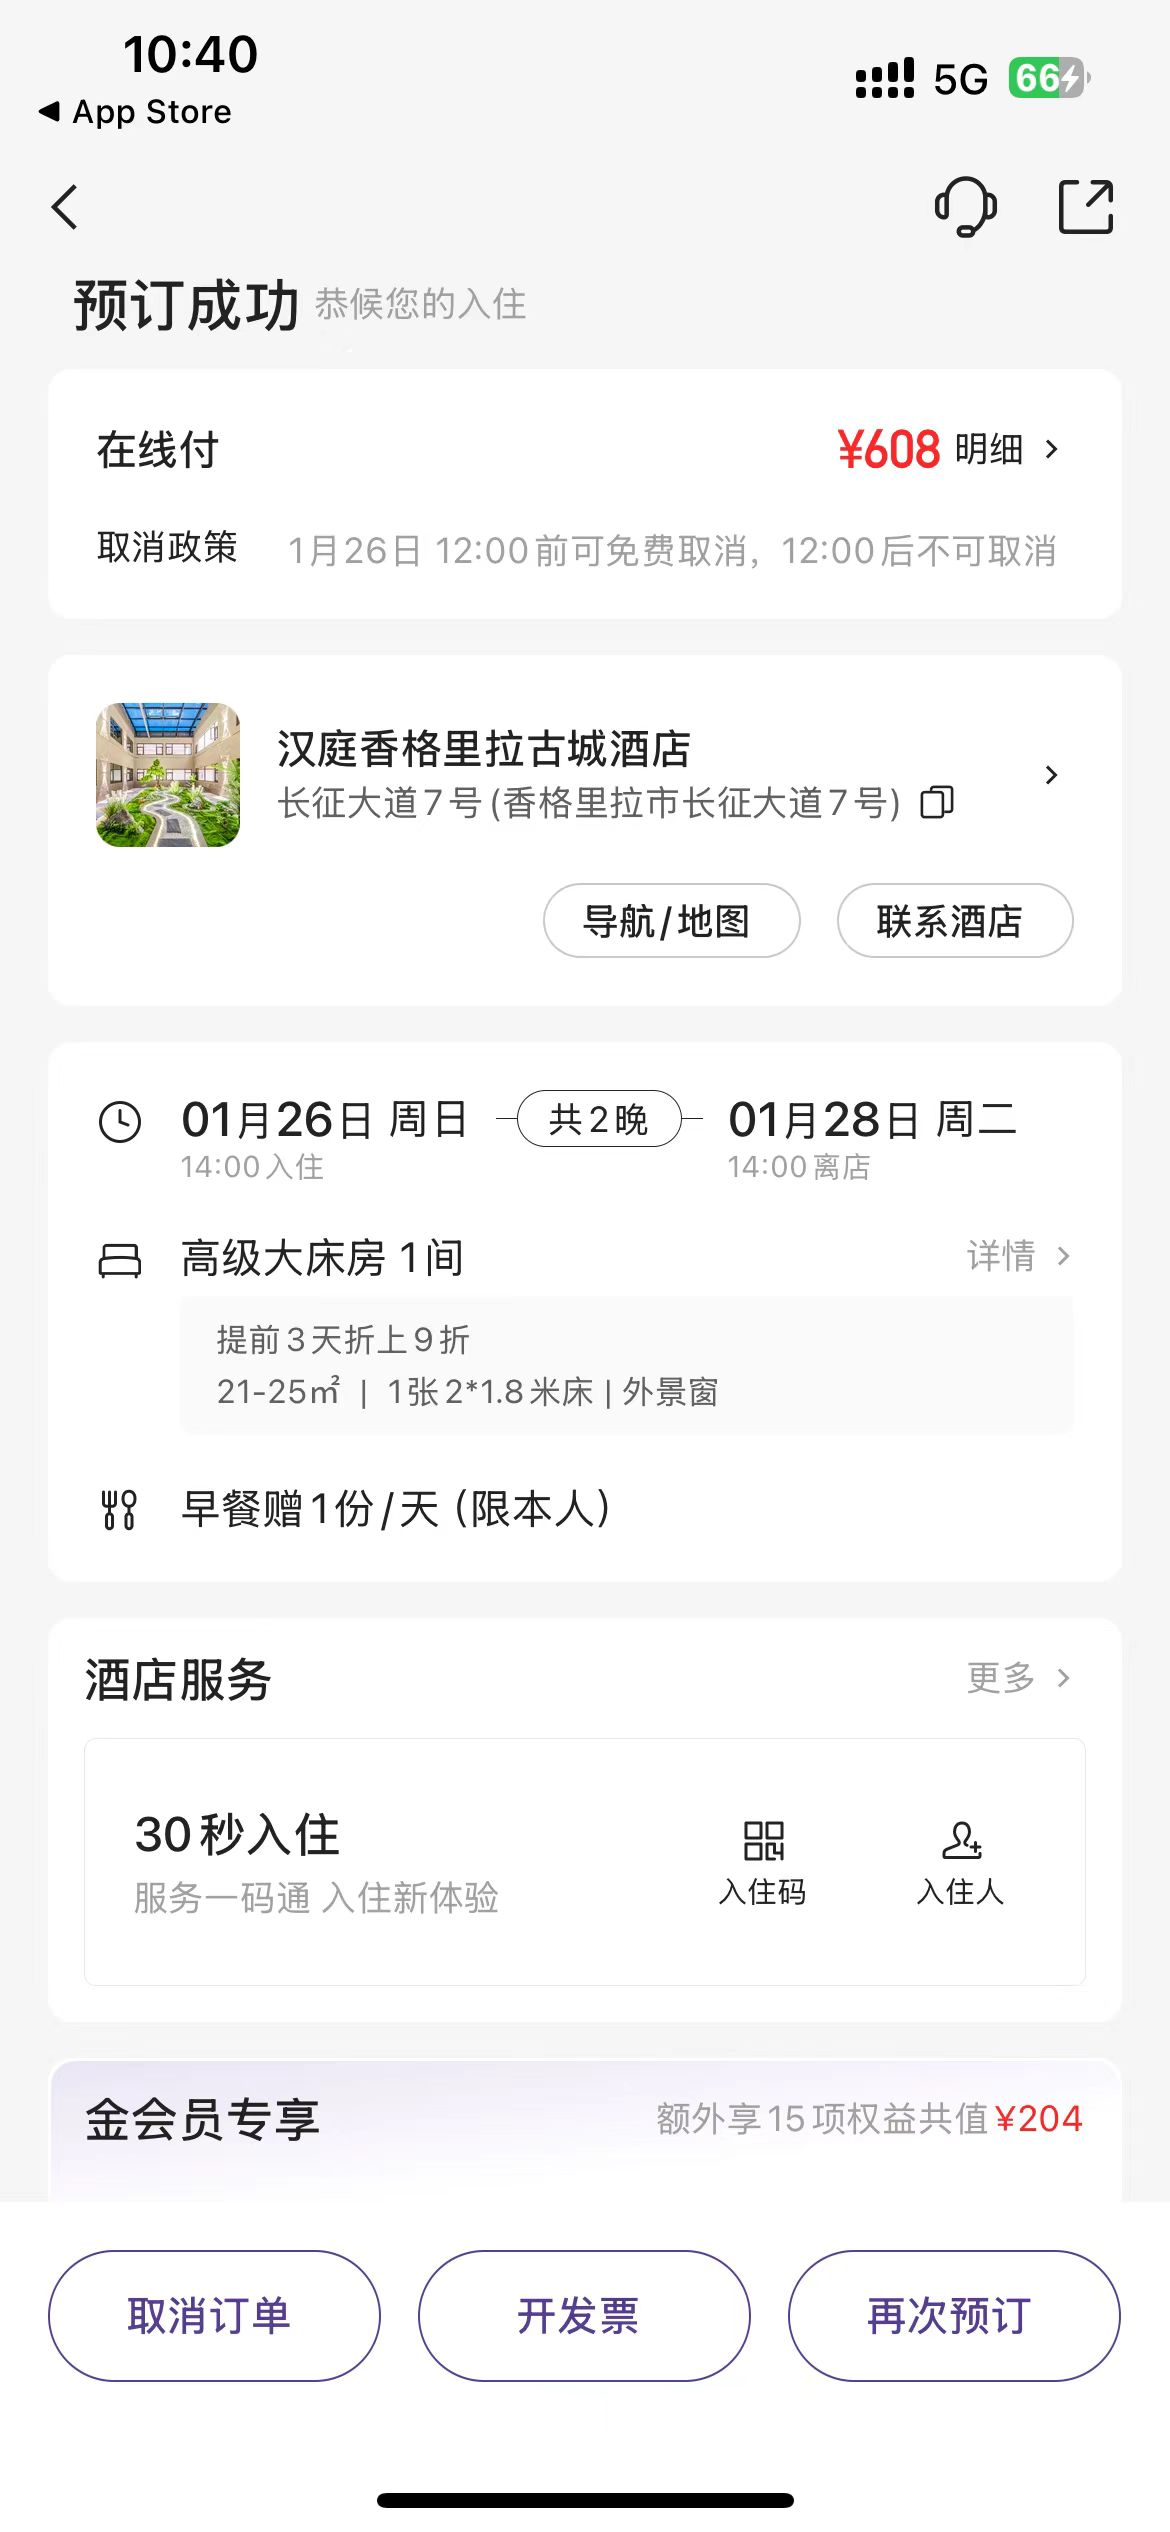 10:40
5G 66
◀ App Store
预订成功 恭候您的入住
在线付 ¥608 明细
取消政策 1月26日 12:00前可免费取消，12:00后不可取消
汉庭香格里拉古城酒店
长征大道7号(香格里拉市长征大道7号)
导航/地图 联系酒店
01月26日 周日 共2晚 01月28日 周二
14:00入住 14:00离店
高级大床房 1间 详情
提前3天折上9折
21-25㎡ | 1张2*1.8米床 | 外景窗
早餐赠1份/天 (限本人)
酒店服务 更多
30秒入住
服务一码通 入住新体验
入住码 入住人
金会员专享 额外享15项权益共值¥204
取消订单 开发票 再次预订